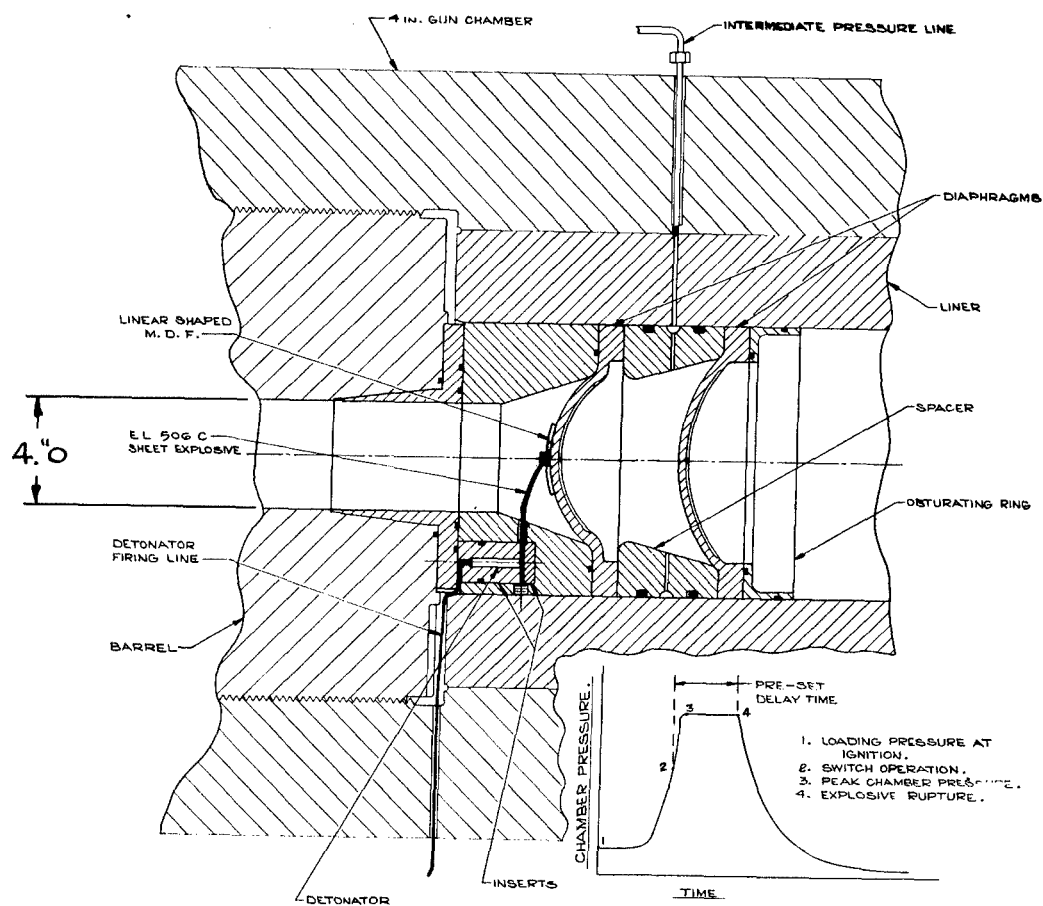 4 IN. GUN CHAMBER
INTERMEDIATE PRESSURE LINE
DIAPHRAGMS
LINER
LINEAR SHAPED
M. D. F.
SPACER
EL 506 C
SHEET EXPLOSIVE
4."0
OBTURATING RING
DETONATOR
FIRING LINE
BARREL
PRE-SET
DELAY TIME
CHAMBER PRESSURE.
1
2
3
4
1. LOADING PRESSURE AT
IGNITION.
2. SWITCH OPERATION.
3. PEAK CHAMBER PRESSURE.
4. EXPLOSIVE RUPTURE.
INSERTS
DETONATOR
TIME